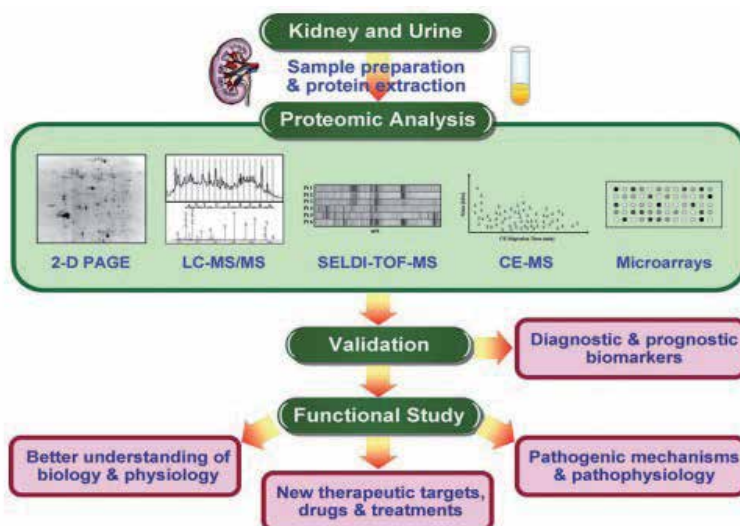 Kidney and Urine
Sample preparation
& protein extraction
Proteomic Analysis
2-D PAGE
LC-MS/MS
SELDI-TOF-MS
CE-MS
Microarrays
Validation
Diagnostic & prognostic
biomarkers
Functional Study
Better understanding of
biology & physiology
New therapeutic targets,
drugs & treatments
Pathogenic mechanisms
& pathophysiology